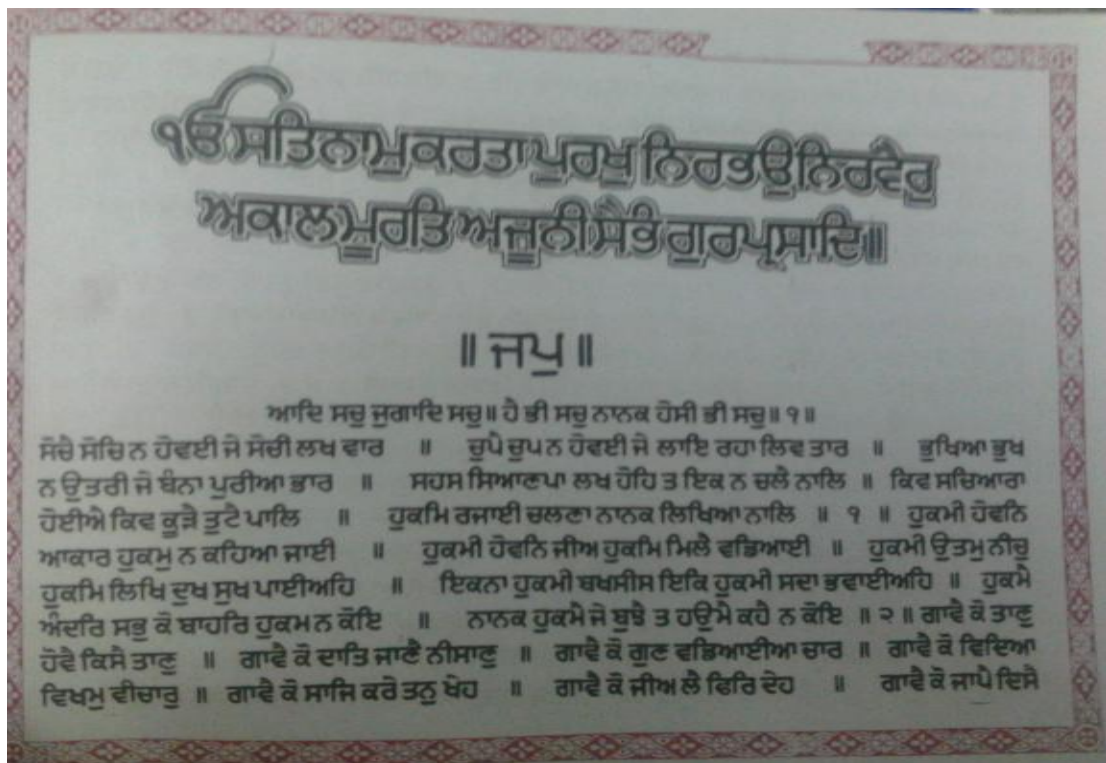 ੴ ਸਤਿਨਾਮੁ ਕਰਤਾ ਪੁਰਖੁ ਨਿਰਭਉ ਨਿਰਵੈਰੁ
ਅਕਾਲ ਮੂਰਤਿ ਅਜੂਨੀ ਸੈਭੰ ਗੁਰਪ੍ਰਸਾਦਿ॥
॥ ਜਪੁ ॥
ਆਦਿ ਸਚੁ ਜੁਗਾਦਿ ਸਚੁ॥ ਹੈ ਭੀ ਸਚੁ ਨਾਨਕ ਹੋਸੀ ਭੀ ਸਚੁ॥ ੧॥
ਸੋਚੈ ਸੋਚਿ ਨ ਹੋਵਈ ਜੇ ਸੋਚੀ ਲਖ ਵਾਰ ॥ ਚੁਪੈ ਚੁਪ ਨ ਹੋਵਈ ਜੇ ਲਾਇ ਰਹਾ ਲਿਵ ਤਾਰ ॥ ਭੁਖਿਆ ਭੁਖ
ਨ ਉਤਰੀ ਜੇ ਬੰਨਾ ਪੁਰੀਆ ਭਾਰ ॥ ਸਹਸ ਸਿਆਣਪਾ ਲਖ ਹੋਹਿ ਤ ਇਕ ਨ ਚਲੈ ਨਾਲਿ ॥ ਕਿਵ ਸਚਿਆਰਾ
ਹੋਈਐ ਕਿਵ ਕੂੜੈ ਤੁਟੈ ਪਾਲਿ ॥ ਹੁਕਮਿ ਰਜਾਈ ਚਲਣਾ ਨਾਨਕ ਲਿਖਿਆ ਨਾਲਿ ॥ ੧ ॥ ਹੁਕਮੀ ਹੋਵਨਿ
ਆਕਾਰ ਹੁਕਮੁ ਨ ਕਹਿਆ ਜਾਈ ॥ ਹੁਕਮੀ ਹੋਵਨਿ ਜੀਅ ਹੁਕਮਿ ਮਿਲੈ ਵਡਿਆਈ ॥ ਹੁਕਮੀ ਉਤਮੁ ਨੀਚੁ
ਹੁਕਮਿ ਲਿਖਿ ਦੁਖ ਸੁਖ ਪਾਈਅਹਿ ॥ ਇਕਨਾ ਹੁਕਮੀ ਬਖਸੀਸ ਇਕਿ ਹੁਕਮੀ ਸਦਾ ਭਵਾਈਅਹਿ ॥ ਹੁਕਮੈ
ਅੰਦਰਿ ਸਭੁ ਕੋ ਬਾਹਰਿ ਹੁਕਮ ਨ ਕੋਇ ॥ ਨਾਨਕ ਹੁਕਮੈ ਜੇ ਬੁਝੈ ਤ ਹਉਮੈ ਕਹੈ ਨ ਕੋਇ ॥ ੨ ॥ ਗਾਵੈ ਕੋ ਤਾਣੁ
ਹੋਵੈ ਕਿਸੈ ਤਾਣੁ ॥ ਗਾਵੈ ਕੋ ਦਾਤਿ ਜਾਣੈ ਨੀਸਾਣੁ ॥ ਗਾਵੈ ਕੋ ਗੁਣ ਵਡਿਆਈਆ ਚਾਰ ॥ ਗਾਵੈ ਕੋ ਵਿਦਿਆ
ਵਿਖਮੁ ਵੀਚਾਰੁ ॥ ਗਾਵੈ ਕੋ ਸਾਜਿ ਕਰੇ ਤਨੁ ਖੇਹ ॥ ਗਾਵੈ ਕੋ ਜੀਅ ਲੈ ਫਿਰਿ ਦੇਹ ॥ ਗਾਵੈ ਕੋ ਜਾਪੈ ਦਿਸੈ